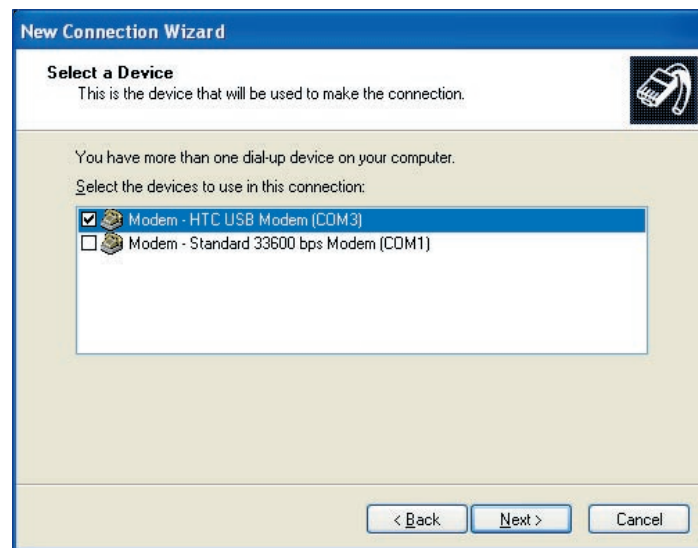 New Connection Wizard
Select a Device
This is the device that will be used to make the connection.
You have more than one dial-up device on your computer.
Select the devices to use in this connection:
Modem - HTC USB Modem (COM3)
Modem - Standard 33600 bps Modem (COM1)
< Back Next > Cancel